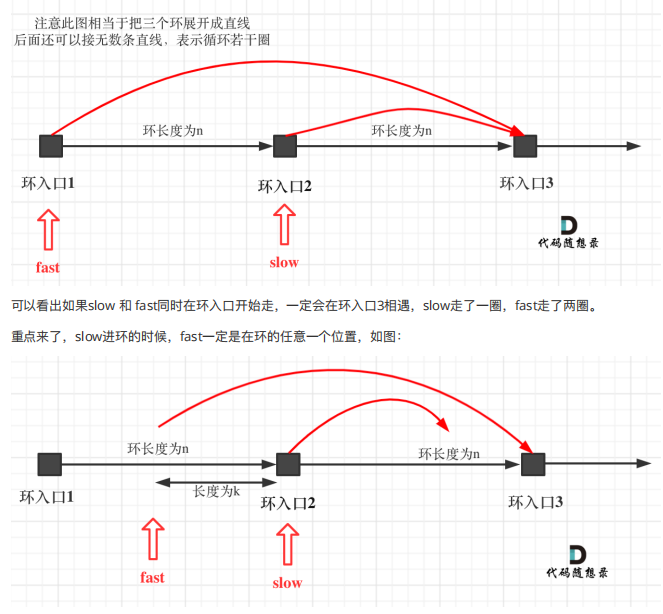 注意此图相当于把三个环展开成直线
后面还可以接无数条直线，表示循环若干圈
环长度为n
环长度为n
环入口1
环入口2
环入口3
fast
slow
代码随想录
可以看出如果slow 和 fast同时在环入口开始走，一定会在环入口3相遇，slow走了一圈，fast走了两圈。
重点来了，slow进环的时候，fast一定是在环的任意一个位置，如图：
环长度为n
环长度为n
长度为k
环入口1
环入口2
环入口3
fast
slow
代码随想录